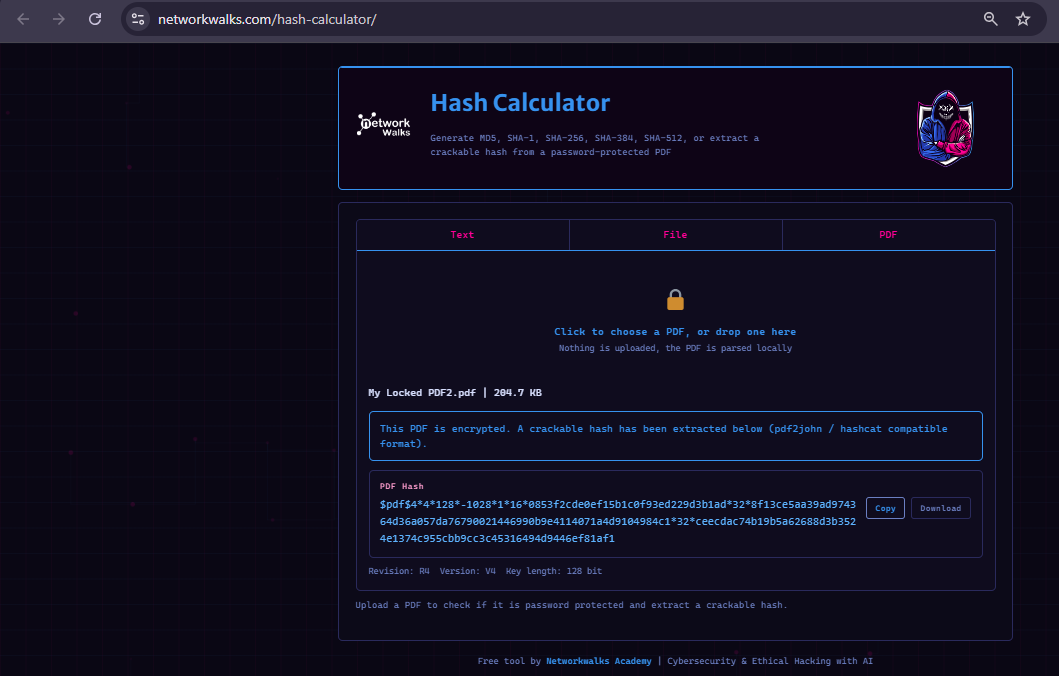 networkwalks.com/hash-calculator/
network
Walks
Hash Calculator
Generate MD5, SHA-1, SHA-256, SHA-384, SHA-512, or extract a
crackable hash from a password-protected PDF
Text
File
PDF
Click to choose a PDF, or drop one here
Nothing is uploaded, the PDF is parsed locally
My Locked PDF2.pdf | 204.7 KB
This PDF is encrypted. A crackable hash has been extracted below (pdf2john / hashcat compatible
format).
PDF Hash
$pdf$4*4*128*-1028*1*16*0853f2cde0ef15b1c0f93ed229d3b1ad*32*8f13ce5aa39ad9743
64d36a057da76790021446990b9e4114071a4d9104984c1*32*ceecdac74b19b5a62688d3b352
4e1374c955cbb9cc3c45316494d9446ef81af1
Copy
Download
Revision: R4 Version: V4 Key length: 128 bit
Upload a PDF to check if it is password protected and extract a crackable hash.
Free tool by Networkwalks Academy | Cybersecurity & Ethical Hacking with AI